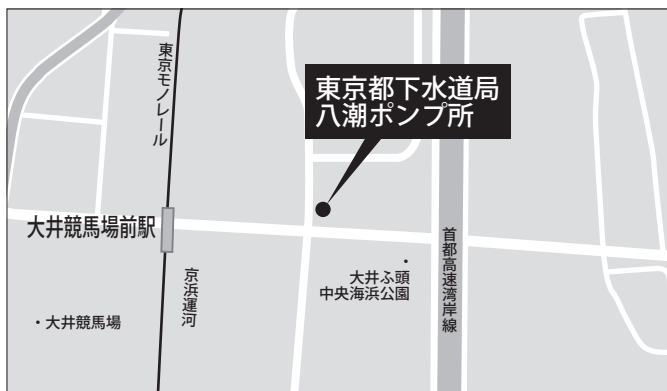 東京モノレール
東京都下水道局
八潮ポンプ所
大井競馬場前駅
京浜運河
・大井競馬場
・
大井ふ頭
中央海浜公園
首都高速湾岸線